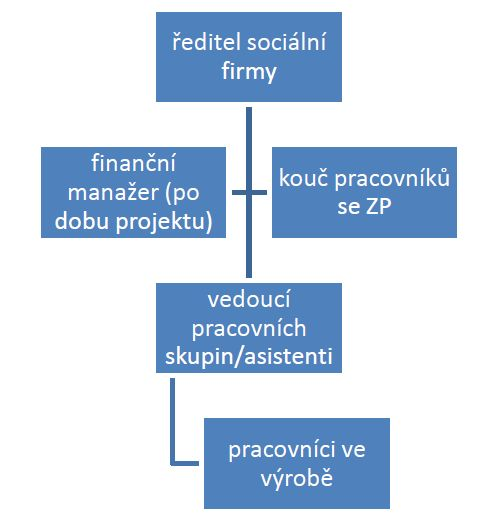 ředitel sociální
firmy
finanční
manažer (po
dobu projektu)
kouč pracovníků
se ZP
vedoucí
pracovních
skupin/asistenti
pracovníci ve
výrobě